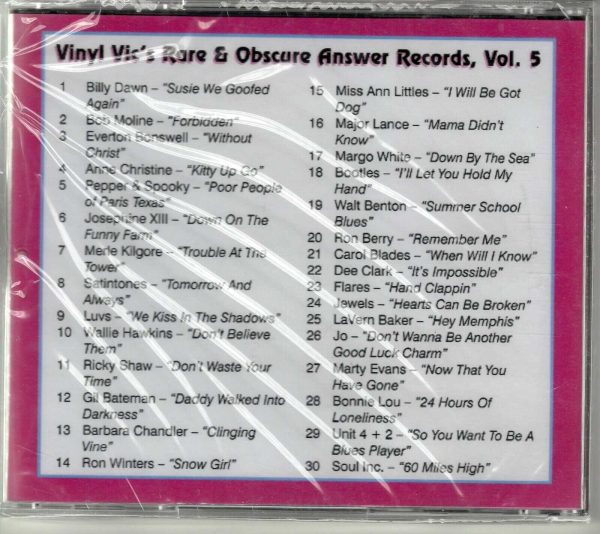 Vinyl Vic's Rare & Obscure Answer Records, Vol. 5
1 Billy Dawn – "Susie We Goofed
Again"
2 Bob Moline – "Forbidden"
3 Everton Bonswell – "Without
Christ"
4 Anne Christine – "Kitty Up Go"
5 Pepper & Spooky – "Poor People
of Paris Texas"
6 Josephine XIII – "Down On The
Funny Farm"
7 Merle Kilgore – "Trouble At The
Tower"
8 Satintones – "Tomorrow And
Always"
9 Luvs – "We Kiss In The Shadows"
10 Wallie Hawkins – "Don't Believe
Them"
11 Ricky Shaw – "Don't Waste Your
Time"
12 Gil Bateman – "Daddy Walked Into
Darkness"
13 Barbara Chandler – "Clinging
Vine"
14 Ron Winters – "Snow Girl"
15 Miss Ann Littles – "I Will Be Got
Dog"
16 Major Lance – "Mama Didn't
Know"
17 Margo White – "Down By The Sea"
18 Bootles – "I'll Let You Hold My
Hand"
19 Walt Benton – "Summer School
Blues"
20 Ron Berry – "Remember Me"
21 Carol Blades – "When Will I Know"
22 Dee Clark – "It's Impossible"
23 Flares – "Hand Clappin"
24 Jewels – "Hearts Can Be Broken"
25 LaVern Baker – "Hey Memphis"
26 Jo – "Don't Wanna Be Another
Good Luck Charm"
27 Marty Evans – "Now That You
Have Gone"
28 Bonnie Lou – "24 Hours Of
Loneliness"
29 Unit 4 + 2 – "So You Want To Be A
Blues Player"
30 Soul Inc. – "60 Miles High"